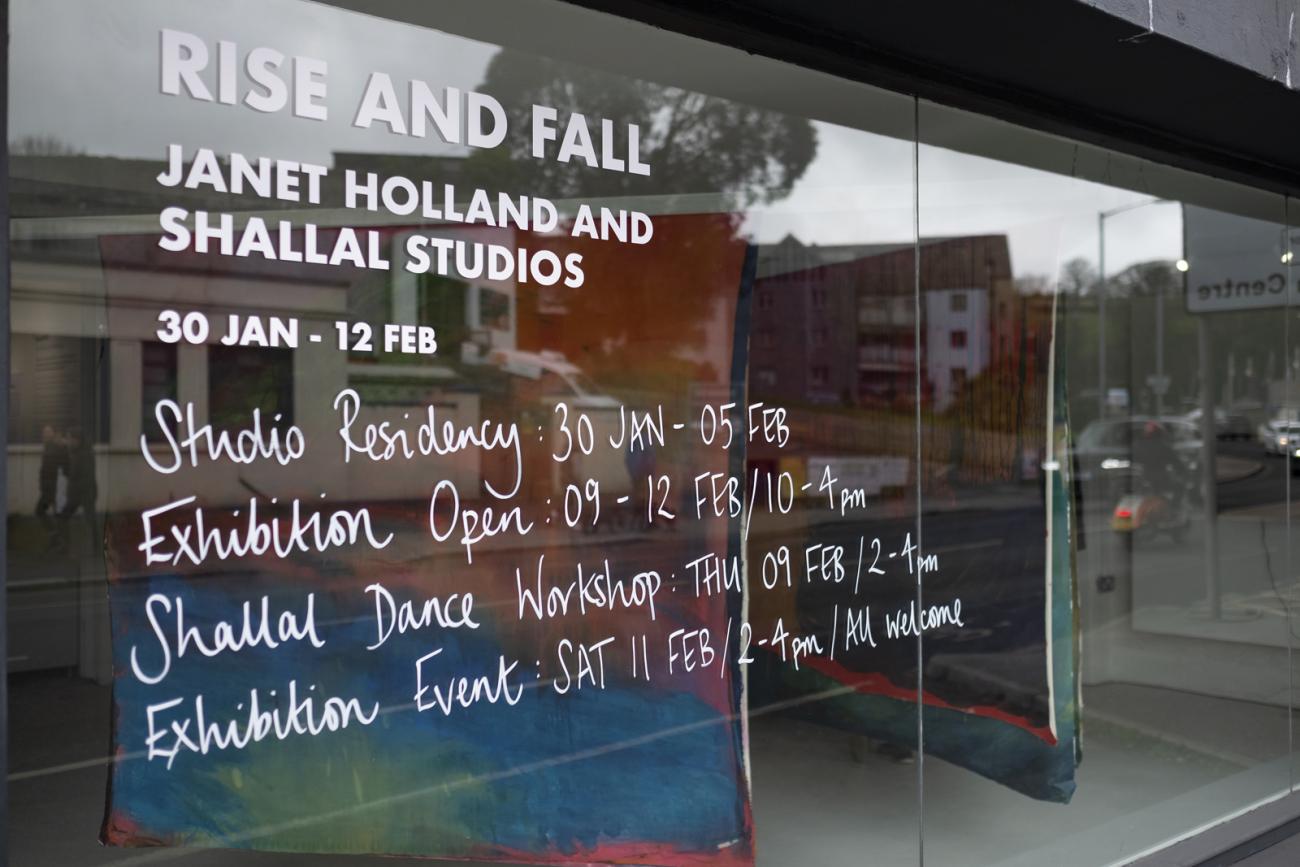 RISE AND FALL
JANET HOLLAND AND
SHALLAL STUDIOS
30 JAN - 12 FEB
Studio Residency : 30 JAN - 05 FEB
Exhibition Open : 09 - 12 FEB / 10 - 4pm
Shallal Dance Workshop : THU 09 FEB / 2-4pm
Exhibition Event : SAT 11 FEB / 2-4pm / All welcome
Centre